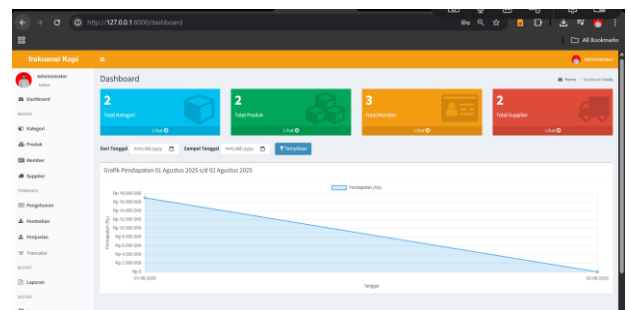 http://127.0.0.1:8000/dashboard
All Bookmarks
frekuensi Kopi
Administrator
Administrator
Dashboard
Home / Dashboard
Dashboard
MASTER
Kategori
Produk
Member
Supplier
TRANSAKSI
Pengeluaran
Pembelian
Penjualan
Transaksi
REPORT
Laporan
SYSTEM
2
Total Kategori
Lihat
2
Total Produk
Lihat
3
Total Member
Lihat
2
Total Supplier
Lihat
Dari Tanggal mm/dd/yyyy Sampai Tanggal mm/dd/yyyy Tampilkan
Grafik Pendapatan 01 Agustus 2025 s/d 02 Agustus 2025
Pendapatan (Rp)
Pendapatan (Rp)
Rp 18.000.000
Rp 16.000.000
Rp 14.000.000
Rp 12.000.000
Rp 10.000.000
Rp 8.000.000
Rp 6.000.000
Rp 4.000.000
Rp 2.000.000
Rp 0
01-08-2025
02-08-2025
Tanggal